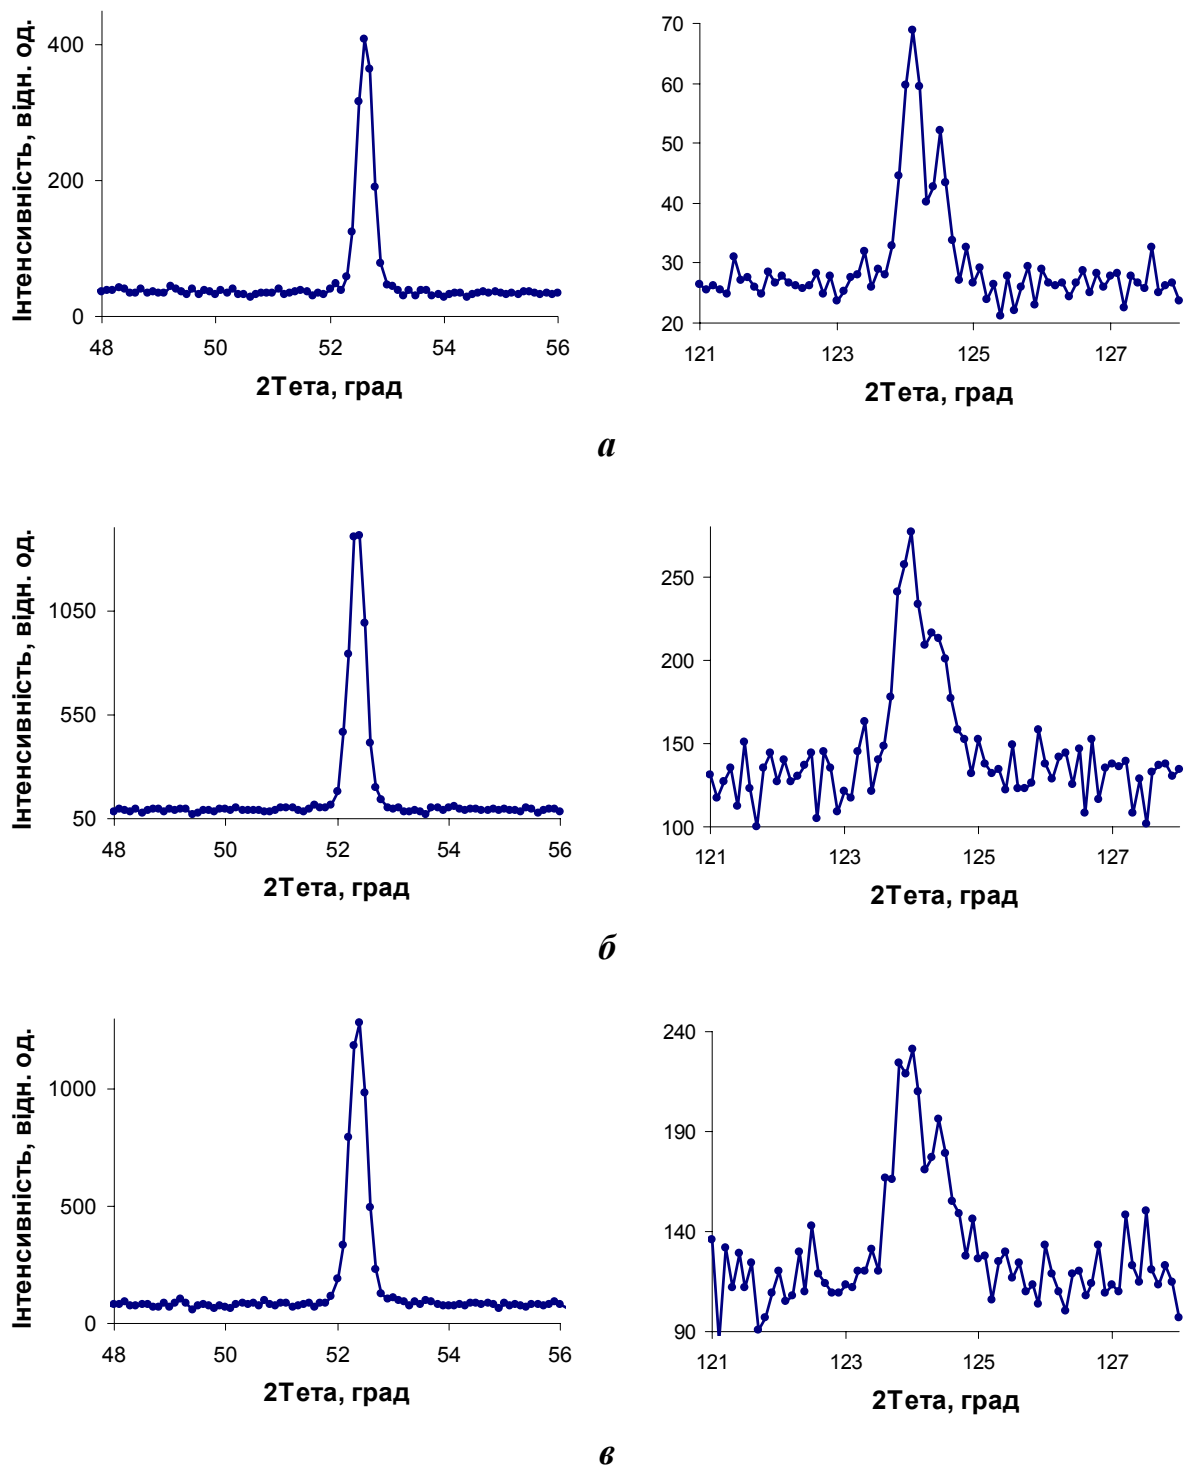 Інтенсивність, відн. од.
400
200
0
48 50 52 54 56
2Тета, град
70
60
50
40
30
20
121 123 125 127
2Тета, град
а
Інтенсивність, відн. од.
1050
550
50
48 50 52 54 56
2Тета, град
250
200
150
100
121 123 125 127
2Тета, град
б
Інтенсивність, відн. од.
1000
500
0
48 50 52 54 56
2Тета, град
240
190
140
90
121 123 125 127
2Тета, град
в